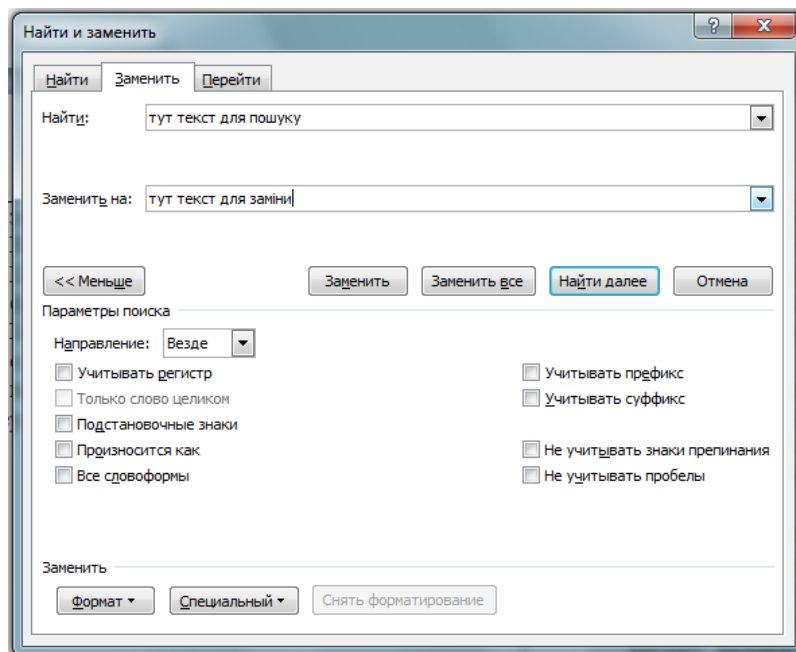 Найти и заменить
Найти Заменить Перейти
Найти: тут текст для пошуку
Заменить на: тут текст для заміни
<< Меньше Заменить Заменить все Найти далее Отмена
Параметры поиска
Направление: Везде
Учитывать регистр Учитывать префикс
Только слово целиком Учитывать суффикс
Подстановочные знаки
Произносится как Не учитывать знаки препинания
Все словоформы Не учитывать пробелы
Заменить
Формат Специальный Снять форматирование